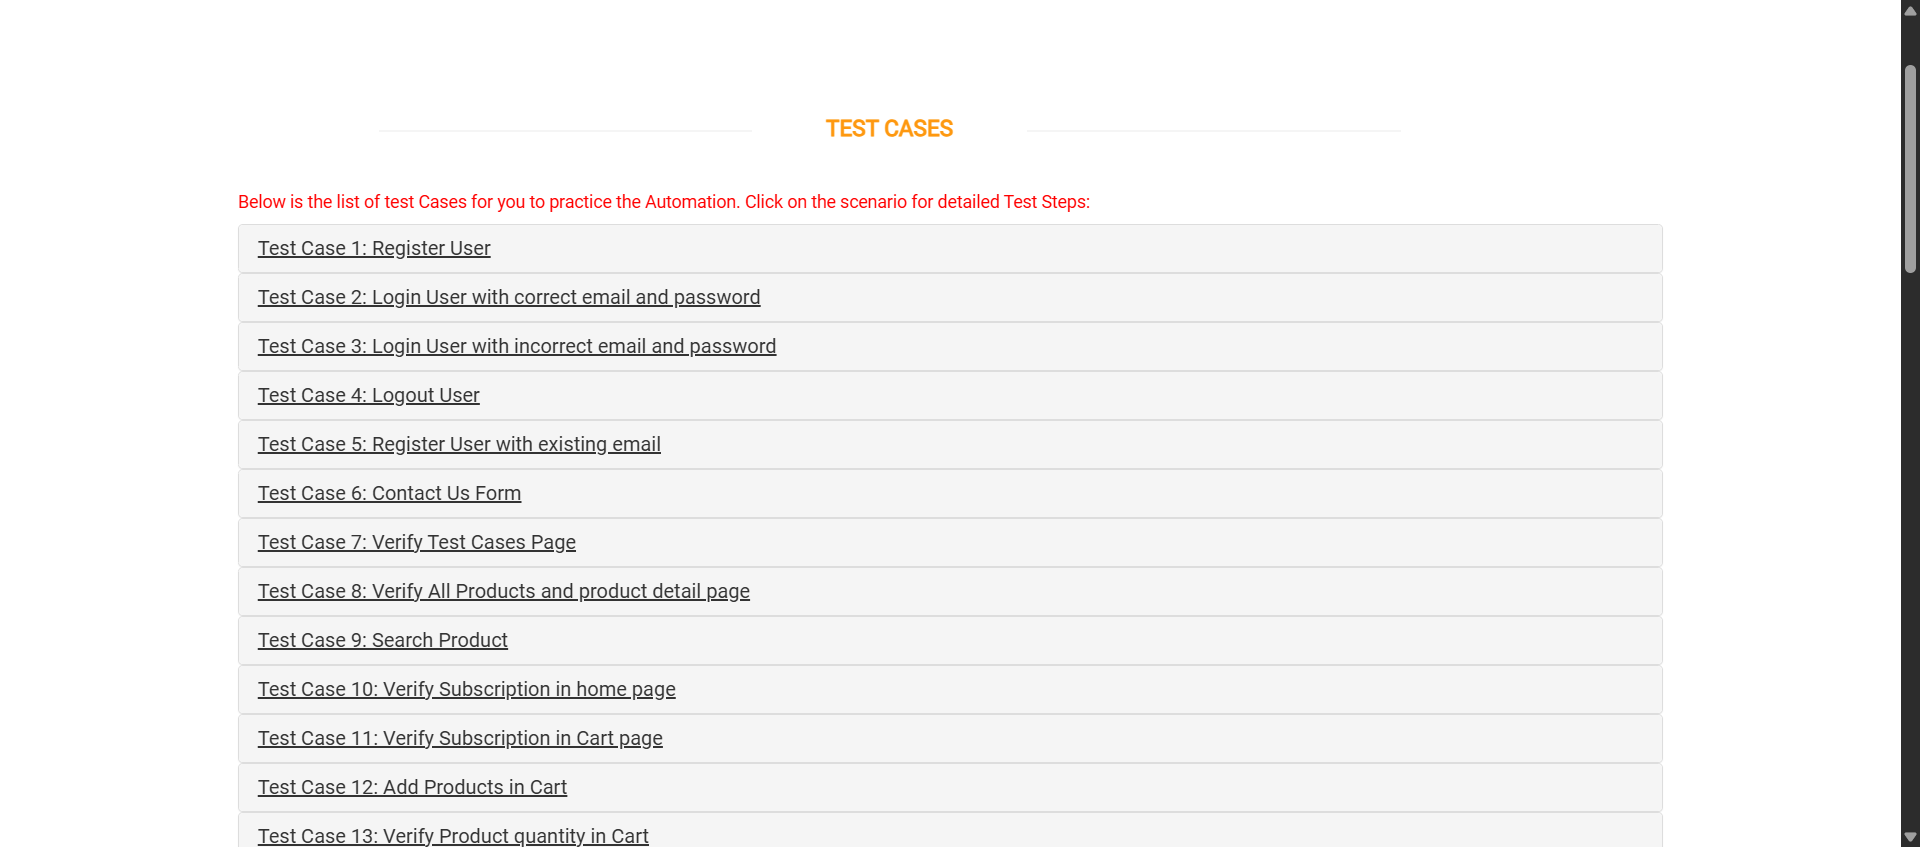 TEST CASES
Below is the list of test Cases for you to practice the Automation. Click on the scenario for detailed Test Steps:
Test Case 1: Register User
Test Case 2: Login User with correct email and password
Test Case 3: Login User with incorrect email and password
Test Case 4: Logout User
Test Case 5: Register User with existing email
Test Case 6: Contact Us Form
Test Case 7: Verify Test Cases Page
Test Case 8: Verify All Products and product detail page
Test Case 9: Search Product
Test Case 10: Verify Subscription in home page
Test Case 11: Verify Subscription in Cart page
Test Case 12: Add Products in Cart
Test Case 13: Verify Product quantity in Cart